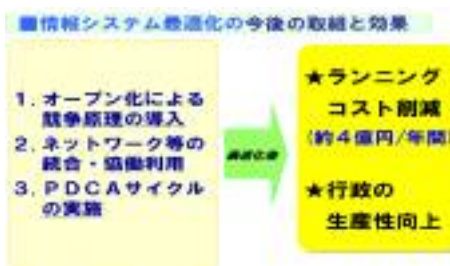 ■情報システム最適化の今後の取組と効果
1. オープン化による
競争原理の導入
2. ネットワーク等の
統合・協働利用
3. PDCAサイクル
の実施
★ランニング
コスト削減
(約4億円/年間
★行政の
生産性向上